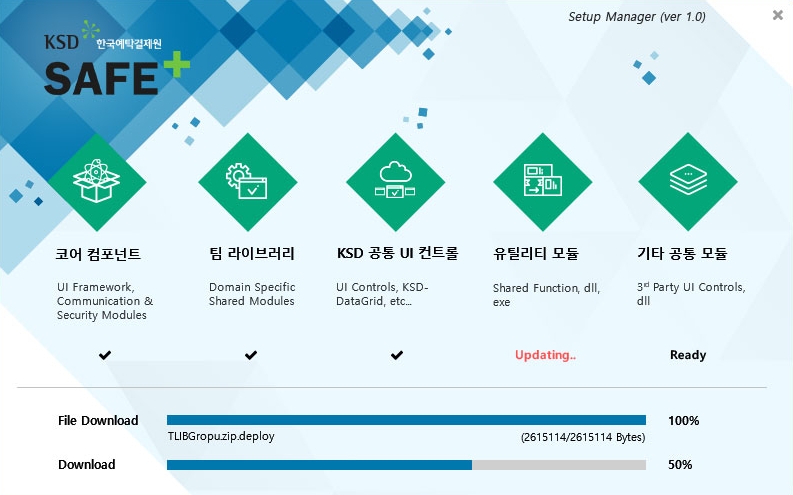 Setup Manager (ver 1.0)
KSD 한국예탁결제원
SAFE+
코어 컴포넌트
팀 라이브러리
KSD 공통 UI 컨트롤
유틸리티 모듈
기타 공통 모듈
UI Framework,
Communication &
Security Modules
Domain Specific
Shared Modules
UI Controls, KSD-
DataGrid, etc...
Shared Function, dll,
exe
3rd Party UI Controls,
dll
Updating..
Ready
File Download
100%
TLIBGropu.zip.deploy
(2615114/2615114 Bytes)
Download
50%